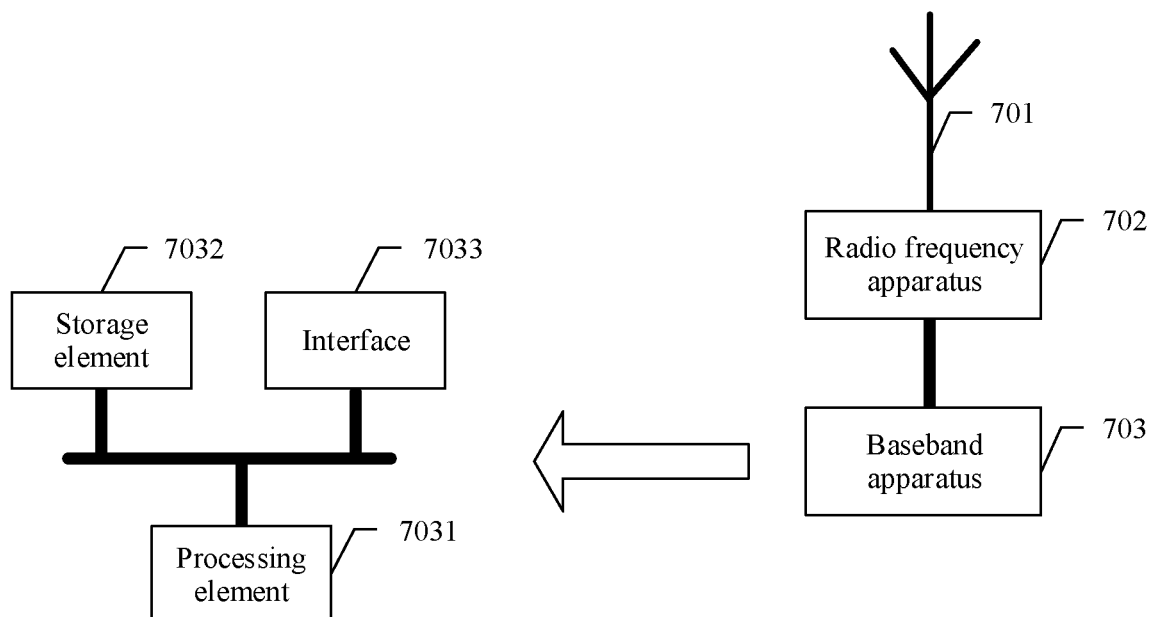 701
Radio frequency
apparatus
702
7032
7033
Storage
element
Interface
Baseband
apparatus
703
Processing
element
7031